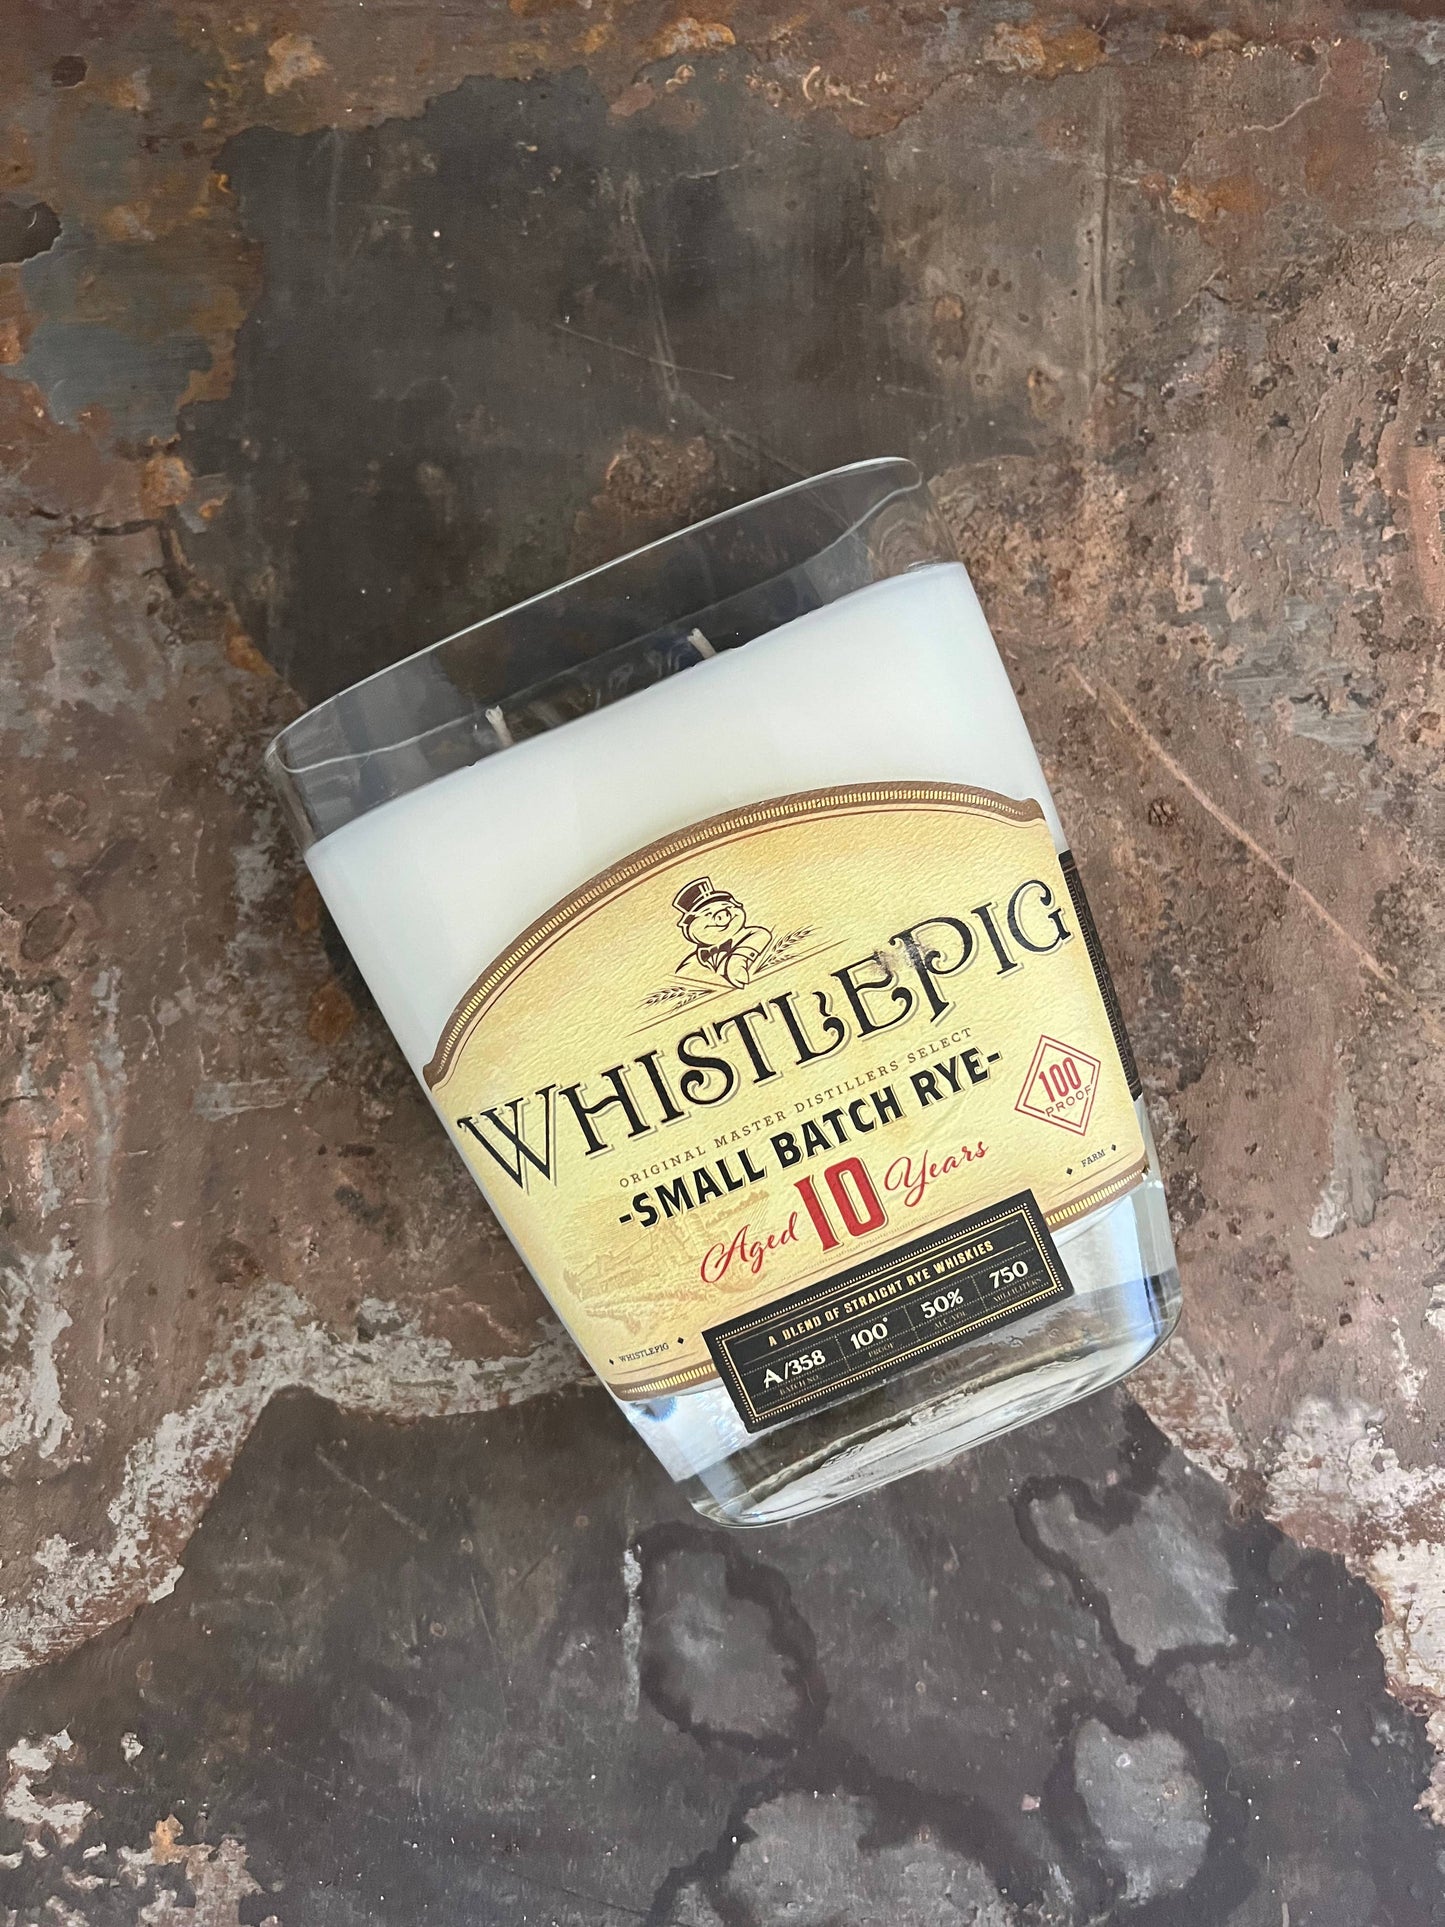 WHISTLEPIG
ORIGINAL MASTER DISTILLERS SELECT
-SMALL BATCH RYE-
Aged 10 Years
100
PROOF
WHISTLEPIG
FARM
A BLEND OF STRAIGHT RYE WHISKIES
A/358 100° 50% 750
BATCH NO. PROOF ALC/VOL MILLILITERS